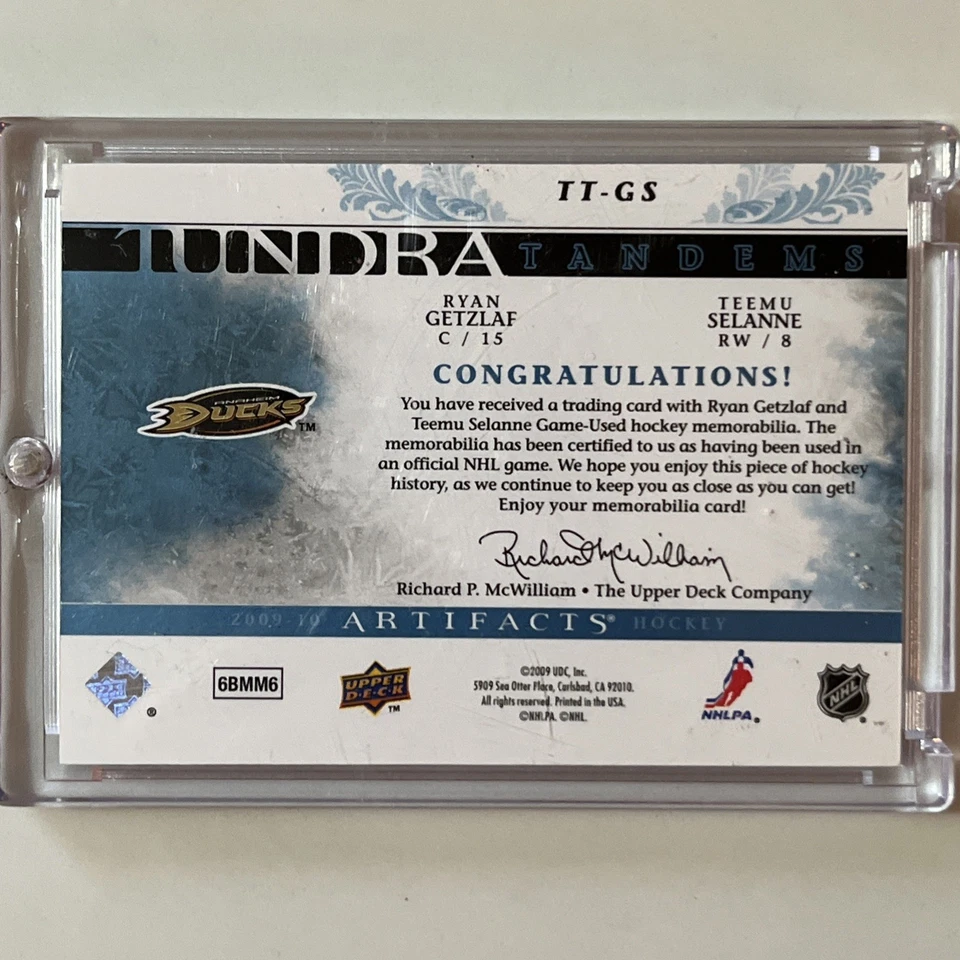 TT-GS
TUNDRA TANDEMS
RYAN
GETZLAF
C / 15
TEEMU
SELANNE
RW / 8
CONGRATULATIONS!
You have received a trading card with Ryan Getzlaf and
Teemu Selanne Game-Used hockey memorabilia. The
memorabilia has been certified to us as having been used in
an official NHL game. We hope you enjoy this piece of hockey
history, as we continue to keep you as close as you can get!
Enjoy your memorabilia card!
ANAHEIM
DUCKS TM
Richard McWilliam
Richard P. McWilliam • The Upper Deck Company
2009-10 ARTIFACTS® HOCKEY
®
6BMM6
UPPER
DECK
TM
©2009 UDC, Inc.
5909 Sea Otter Place, Carlsbad, CA 92010.
All rights reserved. Printed in the USA.
©NHLPA. ©NHL.
NHLPA®
NHL®